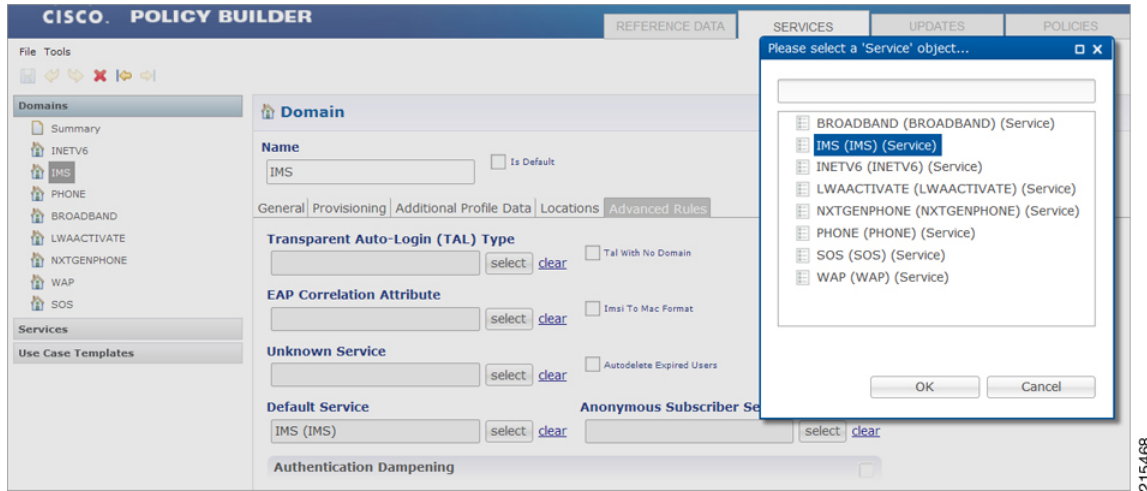 CISCO. POLICY BUILDER
REFERENCE DATA
SERVICES
UPDATES
POLICIES
File Tools
Domains
Summary
INETV6
IMS
PHONE
BROADBAND
LWAACTIVATE
NXTGENPHONE
WAP
SOS
Services
Use Case Templates
Domain
Name
IMS
Is Default
General Provisioning Additional Profile Data Locations Advanced Rules
Transparent Auto-Login (TAL) Type
select clear
Tal With No Domain
EAP Correlation Attribute
select clear
Imsi To Mac Format
Unknown Service
select clear
Autodelete Expired Users
Default Service
IMS (IMS)
select clear
Anonymous Subscriber Se
select clear
Authentication Dampening
Please select a 'Service' object...
BROADBAND (BROADBAND) (Service)
IMS (IMS) (Service)
INETV6 (INETV6) (Service)
LWAACTIVATE (LWAACTIVATE) (Service)
NXTGENPHONE (NXTGENPHONE) (Service)
PHONE (PHONE) (Service)
SOS (SOS) (Service)
WAP (WAP) (Service)
OK
Cancel
215468